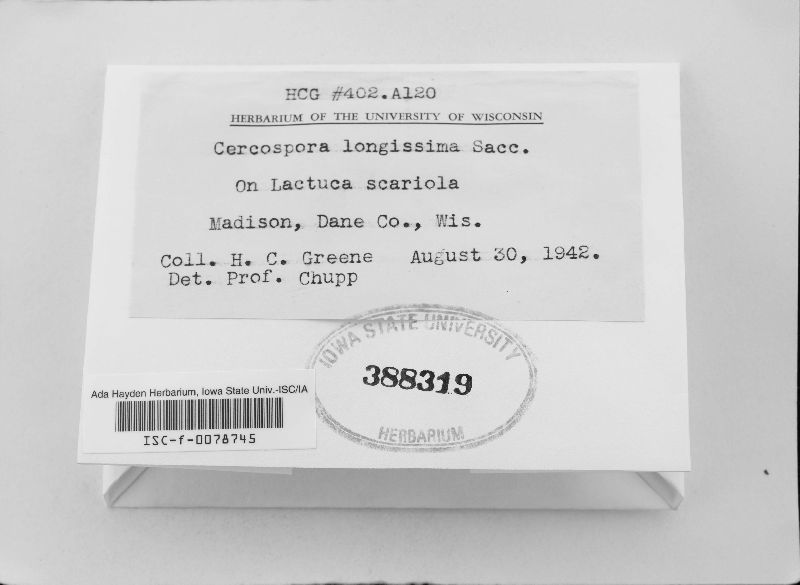 HCG #402.A120
HERBARIUM OF THE UNIVERSITY OF WISCONSIN
Cercospora longissima Sacc.
On Lactuca scariola
Madison, Dane Co., Wis.
Coll. H. C. Greene August 30, 1942.
Det. Prof. Chupp
IOWA STATE UNIVERSITY
388319
HERBARIUM
Ada Hayden Herbarium, Iowa State Univ.-ISC/IA
ISC-f-0078745